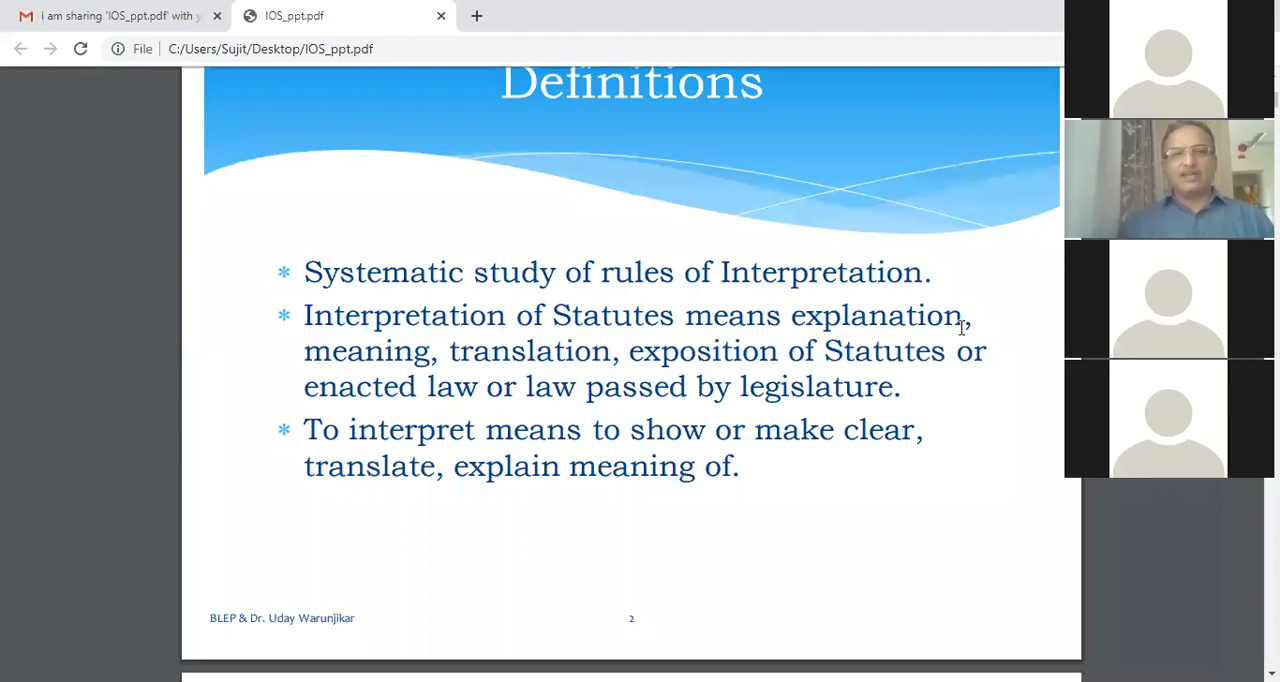 I am sharing 'IOS_ppt.pdf' with
IOS_ppt.pdf
File
C:/Users/Sujit/Desktop/IOS_ppt.pdf
Definitions
* Systematic study of rules of Interpretation.
* Interpretation of Statutes means explanation,
meaning, translation, exposition of Statutes or
enacted law or law passed by legislature.
* To interpret means to show or make clear,
translate, explain meaning of.
BLEP & Dr. Uday Warunjikar
2